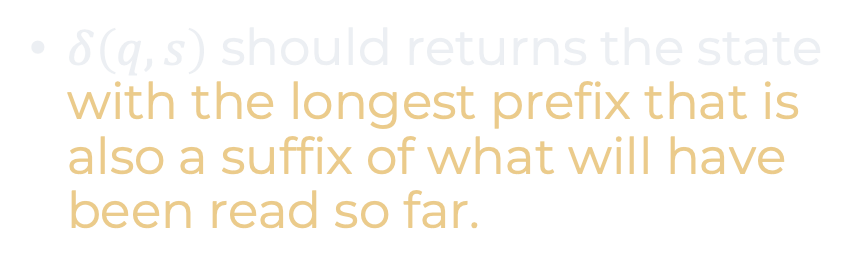 • 𝛿(𝑞, 𝑠) should returns the state
with the longest prefix that is
also a suffix of what will have
been read so far.